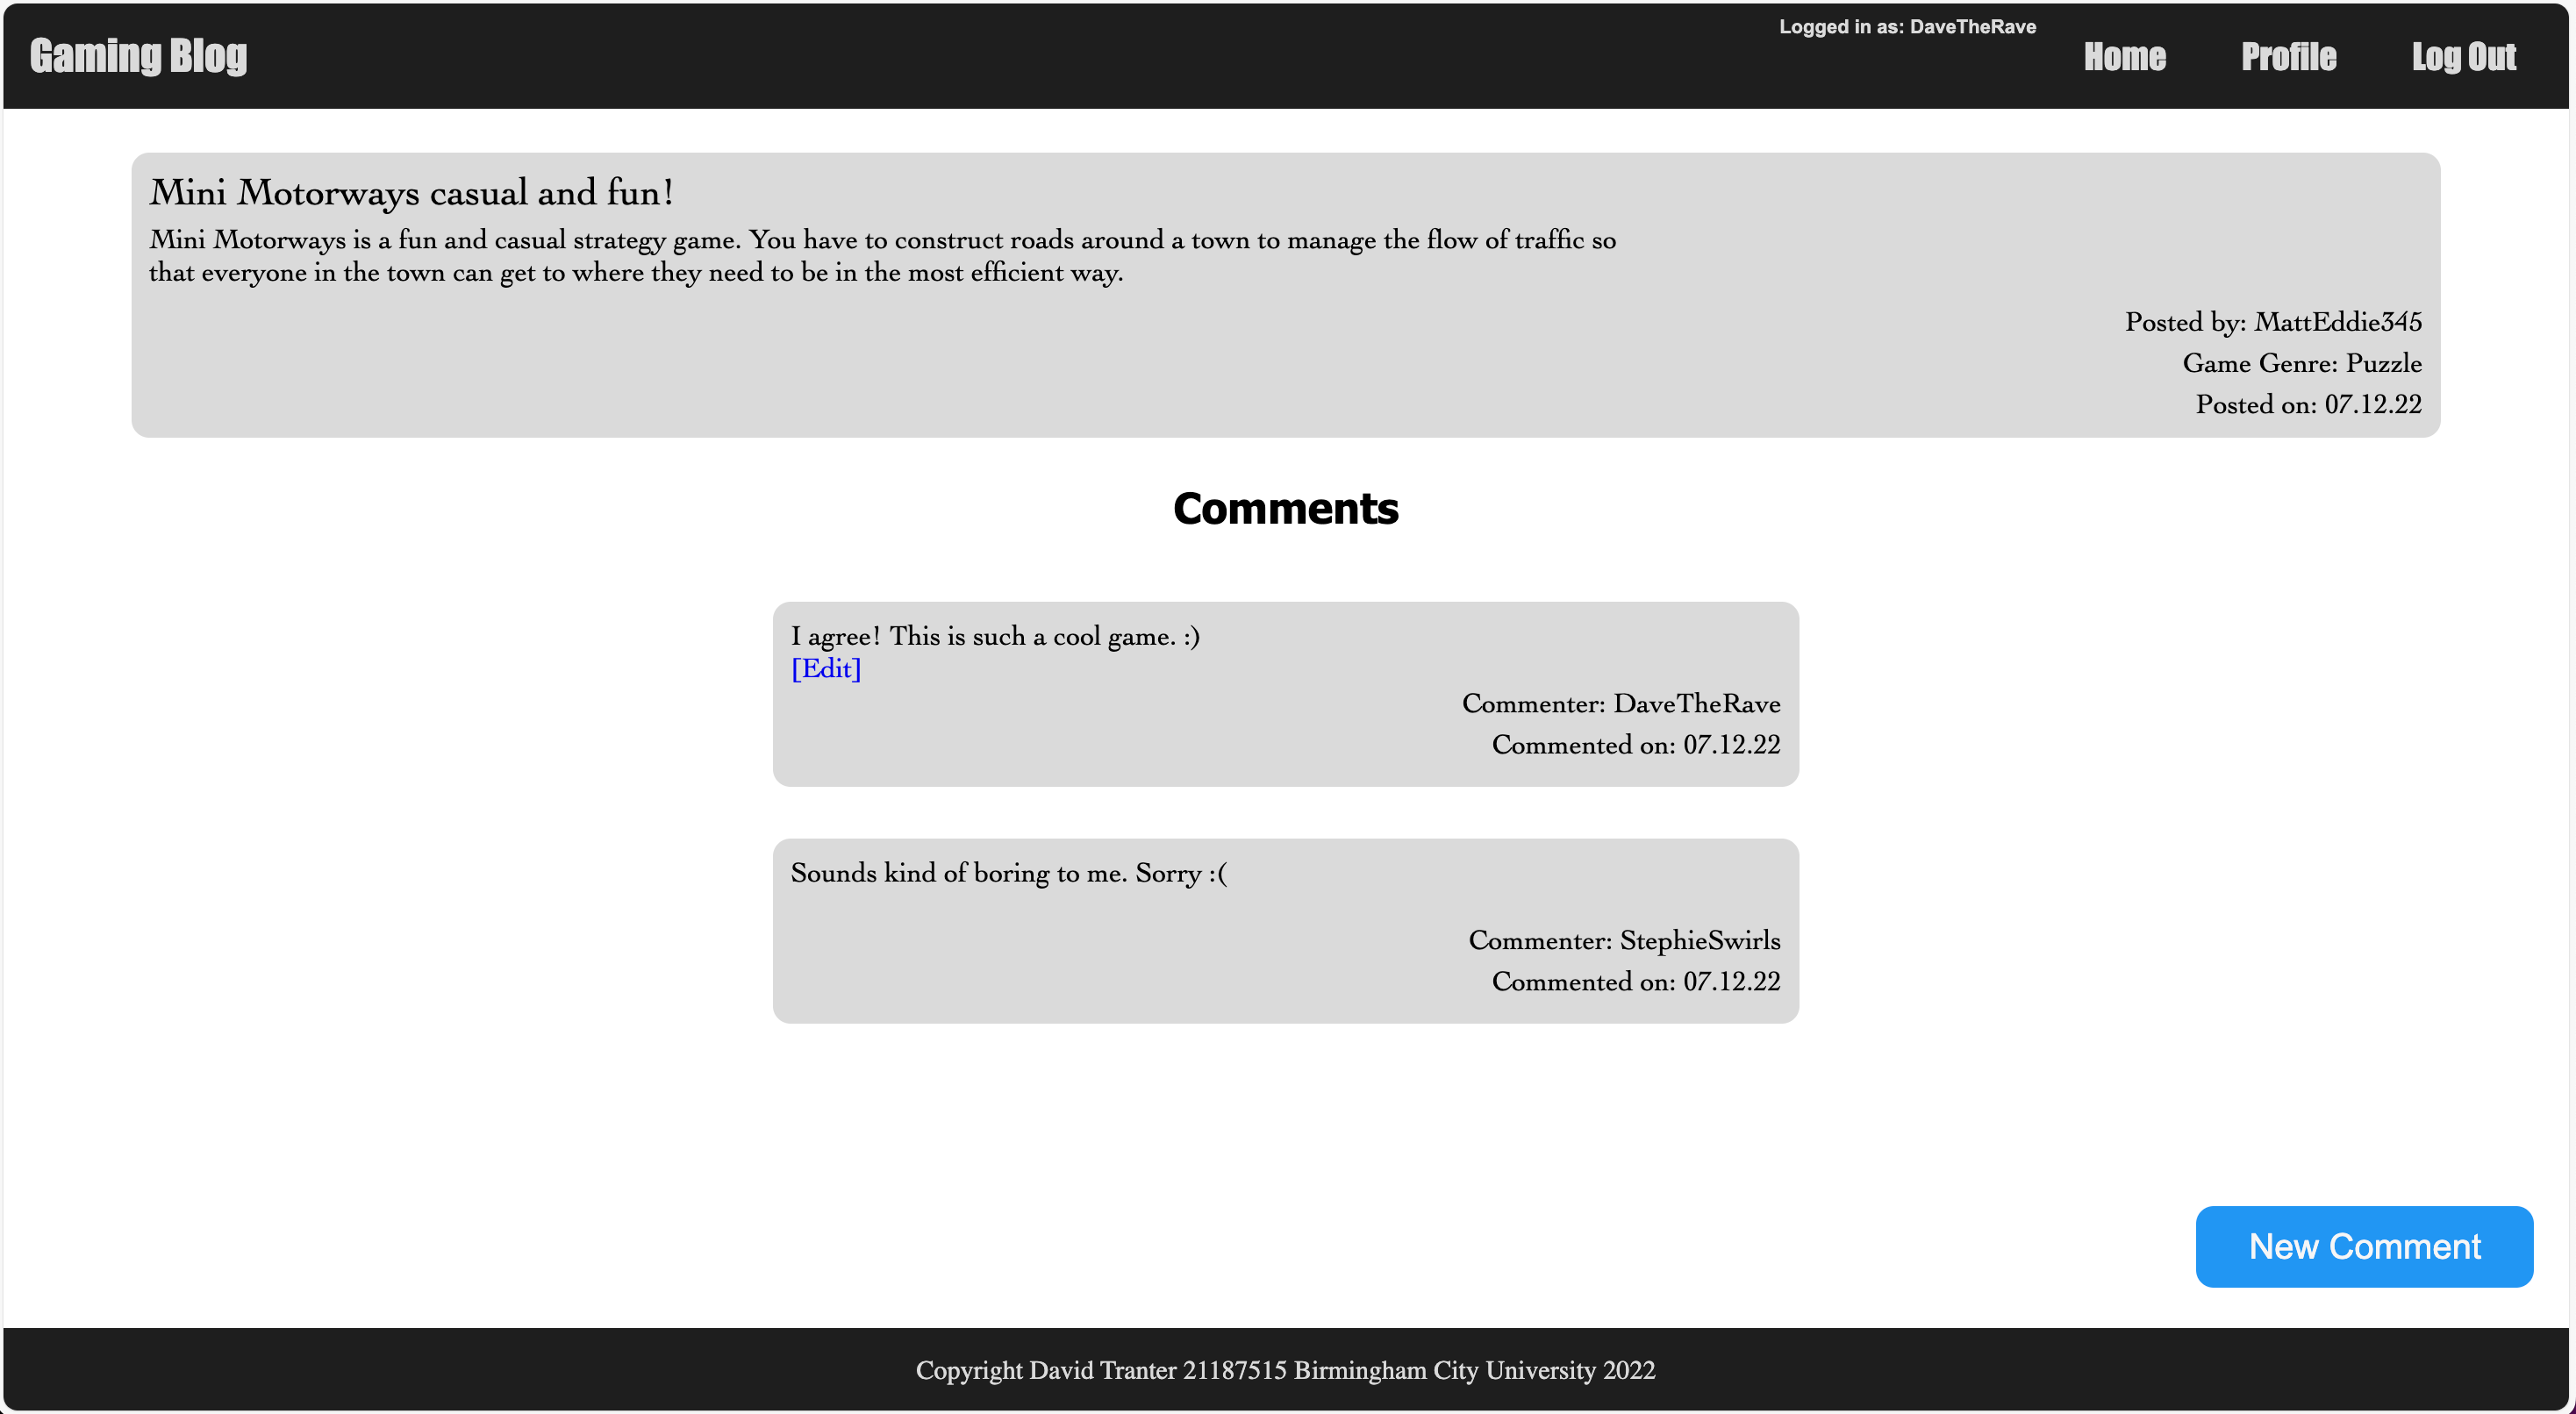 Gaming Blog
Logged in as: DaveTheRave
Home
Profile
Log Out
Mini Motorways casual and fun!
Mini Motorways is a fun and casual strategy game. You have to construct roads around a town to manage the flow of traffic so
that everyone in the town can get to where they need to be in the most efficient way.
Posted by: MattEddie345
Game Genre: Puzzle
Posted on: 07.12.22
Comments
I agree! This is such a cool game. :)
[Edit]
Commenter: DaveTheRave
Commented on: 07.12.22
Sounds kind of boring to me. Sorry :(
Commenter: StephieSwirls
Commented on: 07.12.22
New Comment
Copyright David Tranter 21187515 Birmingham City University 2022